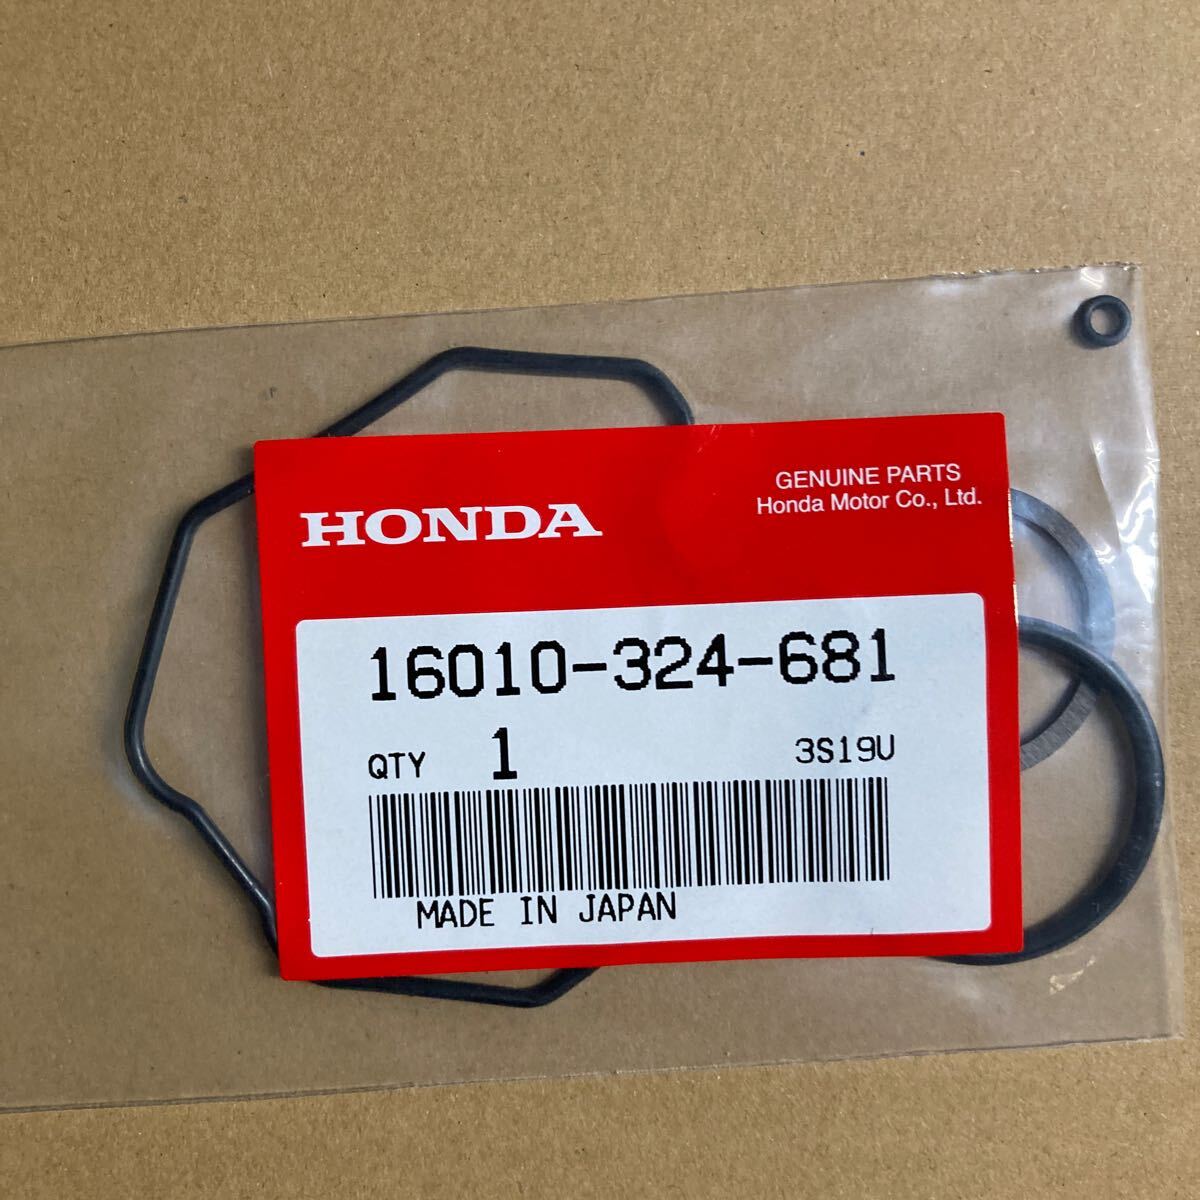 HONDA
GENUINE PARTS
Honda Motor Co., Ltd.
16010-324-681
QTY 1 3S19U
MADE IN JAPAN